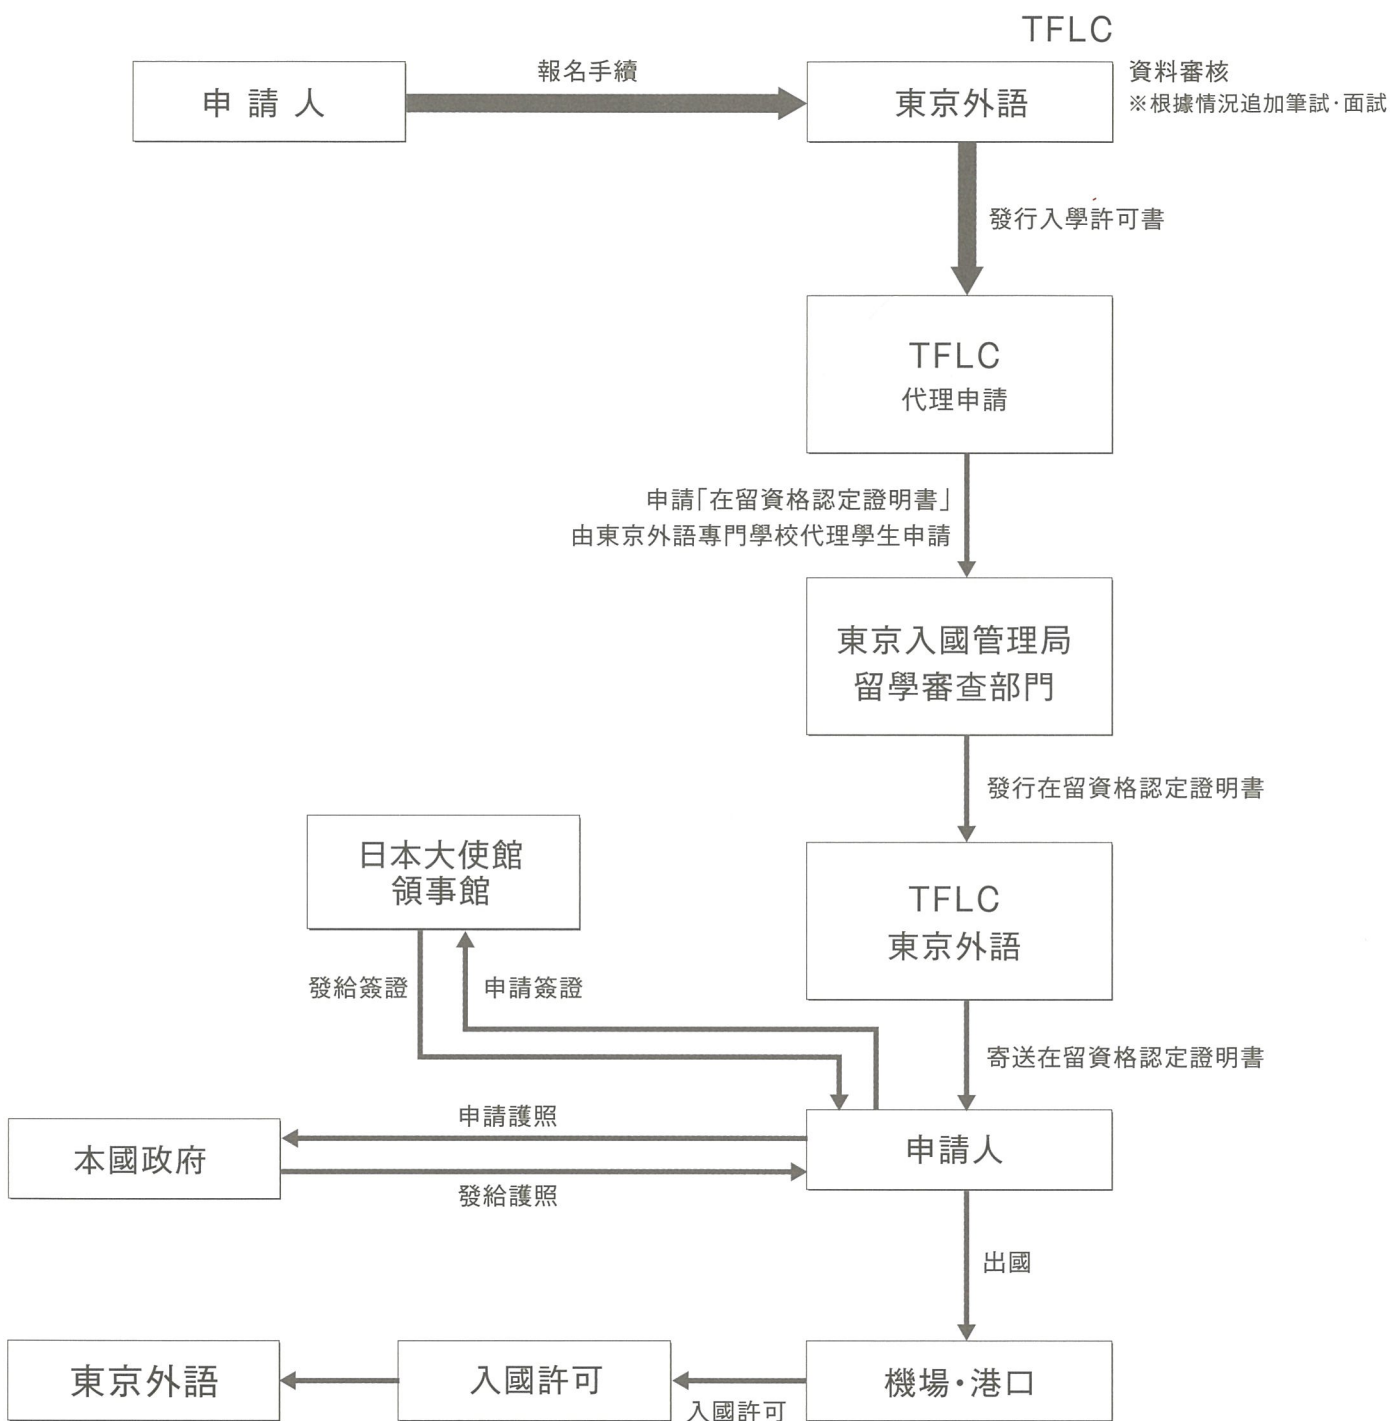 TFLC
申請人
報名手續
東京外語
資料審核
※根據情況追加筆試·面試
發行入學許可書
TFLC
代理申請
申請「在留資格認定證明書」
由東京外語專門學校代理學生申請
東京入國管理局
留學審查部門
發行在留資格認定證明書
日本大使館
領事館
TFLC
東京外語
發給簽證
申請簽證
寄送在留資格認定證明書
申請護照
本國政府
申請人
發給護照
出國
東京外語
入國許可
機場·港口
入國許可